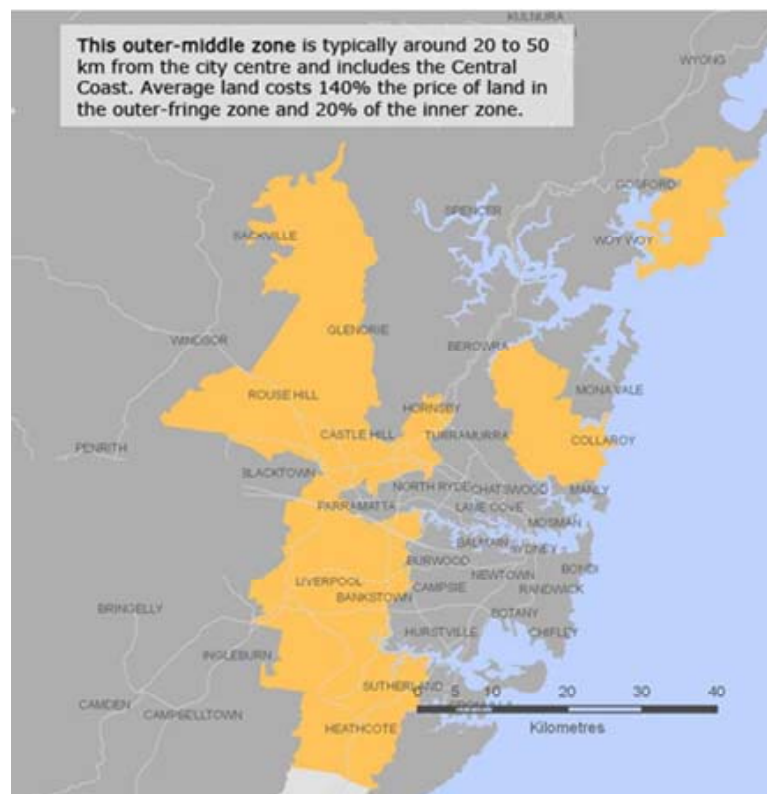 KULNURA
This outer-middle zone is typically around 20 to 50
km from the city centre and includes the Central
Coast. Average land costs 140% the price of land in
the outer-fringe zone and 20% of the inner zone.
WYONG
GOSFORD
SPENCER
SACKVILLE
WOY WOY
GLENORIE
WINDSOR
BEROWRA
MONA VALE
ROUSE HILL
HORNSBY
CASTLE HILL
TURRAMURRA
COLLAROY
PENRITH
BLACKTOWN
NORTH RYDE
CHATSWOOD
MANLY
PARRAMATTA
LANE COVE
MOSMAN
BALMAIN
SYDNEY
BURWOOD
BONDI
LIVERPOOL
NEWTOWN
CAMPSIE
RANDWICK
BANKSTOWN
BRINGELLY
BOTANY
HURSTVILLE
CHIFLEY
INGLEBURN
SUTHERLAND
0 5 10 20 30 40
CAMDEN
CAMPBELLTOWN
HEATHCOTE
Kilometres